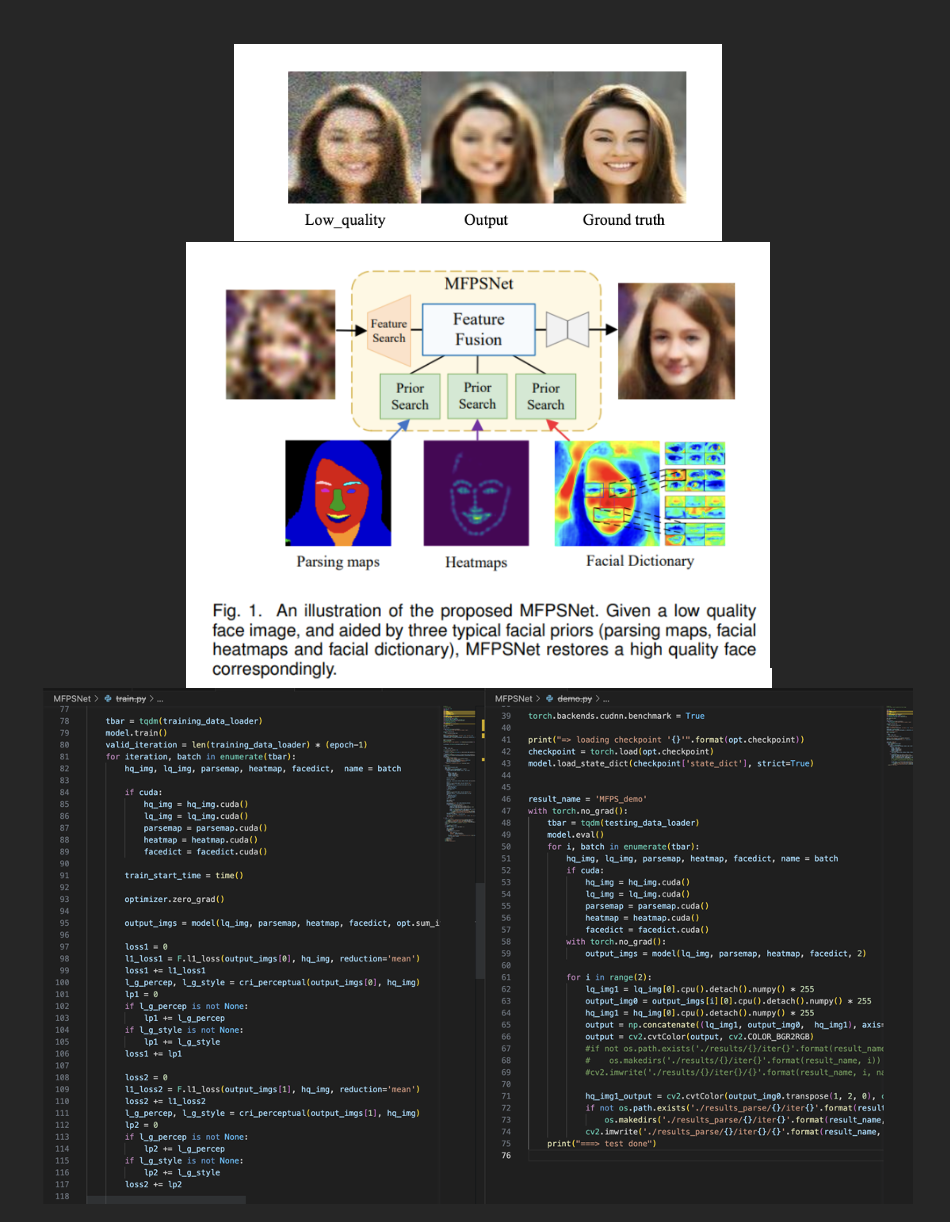 Low_quality
Output
Ground truth
MFPSNet
Feature
Search
Feature
Fusion
Prior
Search
Prior
Search
Prior
Search
Parsing maps
Heatmaps
Facial Dictionary
Fig. 1. An illustration of the proposed MFPSNet. Given a low quality
face image, and aided by three typical facial priors (parsing maps, facial
heatmaps and facial dictionary), MFPSNet restores a high quality face
correspondingly.
MFPSNet > train.py > ...
77
78 tbar = tqdm(training_data_loader)
79 model.train()
80 valid_iteration = len(training_data_loader) * (epoch-1)
81 for iteration, batch in enumerate(tbar):
82 hq_img, lq_img, parsemap, heatmap, facedict, name = batch
83
84 if cuda:
85 hq_img = hq_img.cuda()
86 lq_img = lq_img.cuda()
87 parsemap = parsemap.cuda()
88 heatmap = heatmap.cuda()
89 facedict = facedict.cuda()
90
91 train_start_time = time()
92
93 optimizer.zero_grad()
94
95 output_imgs = model(lq_img, parsemap, heatmap, facedict, opt.sum_i
96
97 loss1 = 0
98 l1_loss1 = F.l1_loss(output_imgs[0], hq_img, reduction='mean')
99 loss1 += l1_loss1
100 l_g_percep, l_g_style = cri_perceptual(output_imgs[0], hq_img)
101 lp1 = 0
102 if l_g_percep is not None:
103 lp1 += l_g_percep
104 if l_g_style is not None:
105 lp1 += l_g_style
106 loss1 += lp1
107
108 loss2 = 0
109 l1_loss2 = F.l1_loss(output_imgs[1], hq_img, reduction='mean')
110 loss2 += l1_loss2
111 l_g_percep, l_g_style = cri_perceptual(output_imgs[1], hq_img)
112 lp2 = 0
113 if l_g_percep is not None:
114 lp2 += l_g_percep
115 if l_g_style is not None:
116 lp2 += l_g_style
117 loss2 += lp2
118
MFPSNet > demo.py > ...
39 torch.backends.cudnn.benchmark = True
40
41 print("=> loading checkpoint '{}'".format(opt.checkpoint))
42 checkpoint = torch.load(opt.checkpoint)
43 model.load_state_dict(checkpoint['state_dict'], strict=True)
44
45
46 result_name = 'MFPS_demo'
47 with torch.no_grad():
48 tbar = tqdm(testing_data_loader)
49 model.eval()
50 for i, batch in enumerate(tbar):
51 hq_img, lq_img, parsemap, heatmap, facedict, name = batch
52 if cuda:
53 hq_img = hq_img.cuda()
54 lq_img = lq_img.cuda()
55 parsemap = parsemap.cuda()
56 heatmap = heatmap.cuda()
57 facedict = facedict.cuda()
58 with torch.no_grad():
59 output_imgs = model(lq_img, parsemap, heatmap, facedict, 2)
60
61 for i in range(2):
62 lq_img1 = lq_img[0].cpu().detach().numpy() * 255
63 output_img0 = output_imgs[i][0].cpu().detach().numpy() * 255
64 hq_img1 = hq_img[0].cpu().detach().numpy() * 255
65 output = np.concatenate((lq_img1, output_img0, hq_img1), axis=
66 output = cv2.cvtColor(output, cv2.COLOR_BGR2RGB)
67 #if not os.path.exists('./results/{}/iter{}'.format(result_name
68 # os.makedirs('./results/{}/iter{}'.format(result_name, i))
69 #cv2.imwrite('./results/{}/iter{}/{}'.format(result_name, i, na
70
71 hq_img1_output = cv2.cvtColor(output_img0.transpose(1, 2, 0), c
72 if not os.path.exists('./results_parse/{}/iter{}'.format(result
73 os.makedirs('./results_parse/{}/iter{}'.format(result_name,
74 cv2.imwrite('./results_parse/{}/iter{}/{}'.format(result_name,
75 print("===> test done")
76